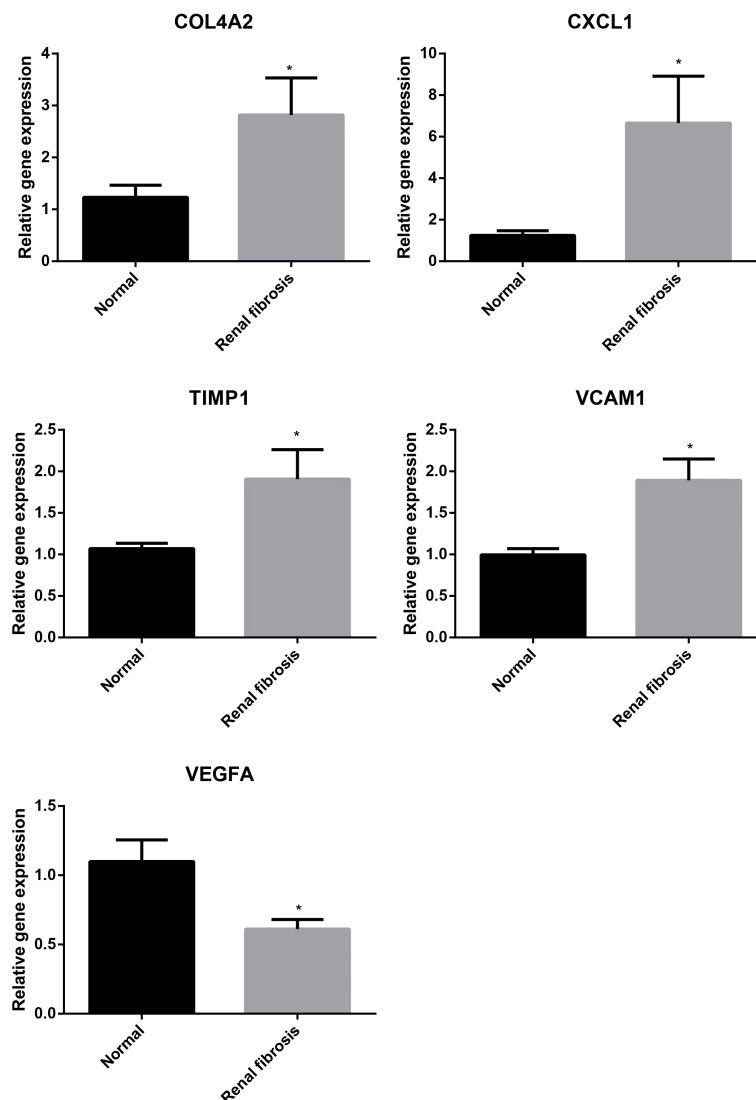 COL4A2
Relative gene expression
4
3
2
1
0
*
Normal
Renal fibrosis
CXCL1
Relative gene expression
10
8
6
4
2
0
*
Normal
Renal fibrosis
TIMP1
Relative gene expression
2.5
2.0
1.5
1.0
0.5
0.0
*
Normal
Renal fibrosis
VCAM1
Relative gene expression
2.5
2.0
1.5
1.0
0.5
0.0
*
Normal
Renal fibrosis
VEGFA
Relative gene expression
1.5
1.0
0.5
0.0
*
Normal
Renal fibrosis